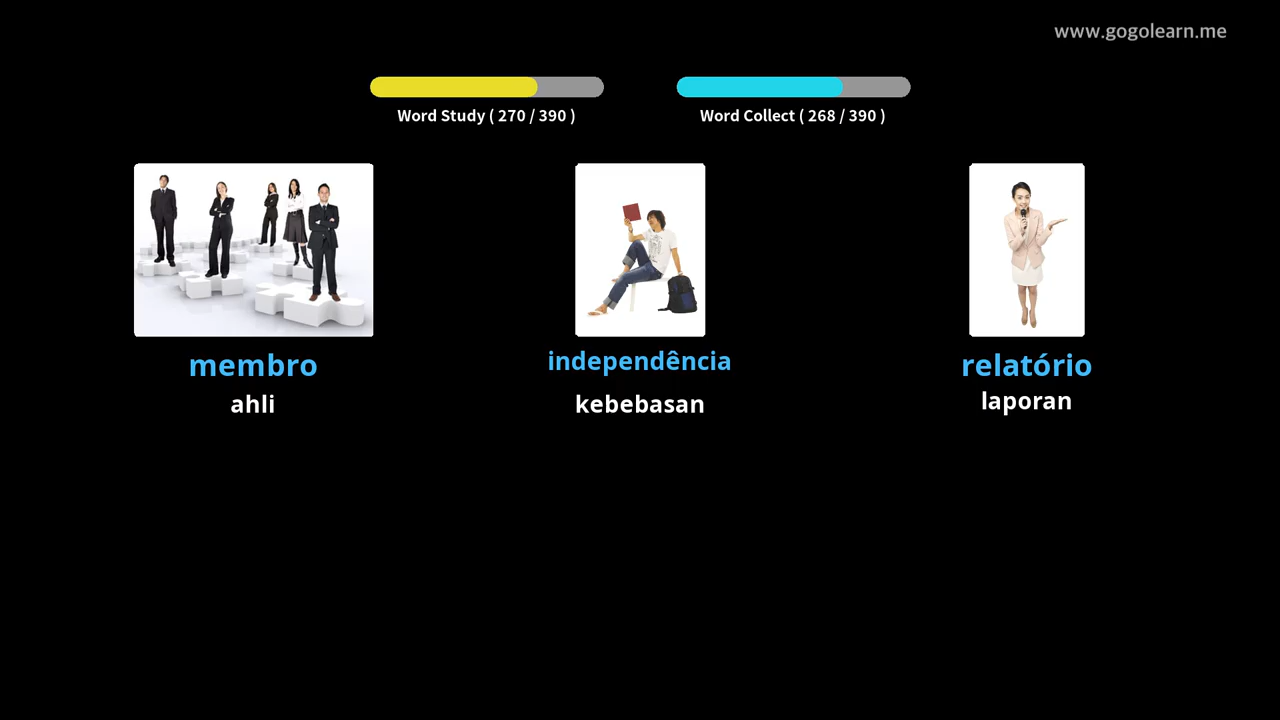 www.gogolearn.me
Word Study ( 270 / 390 )
Word Collect ( 268 / 390 )
membro
independência
relatório
ahli
kebebasan
laporan